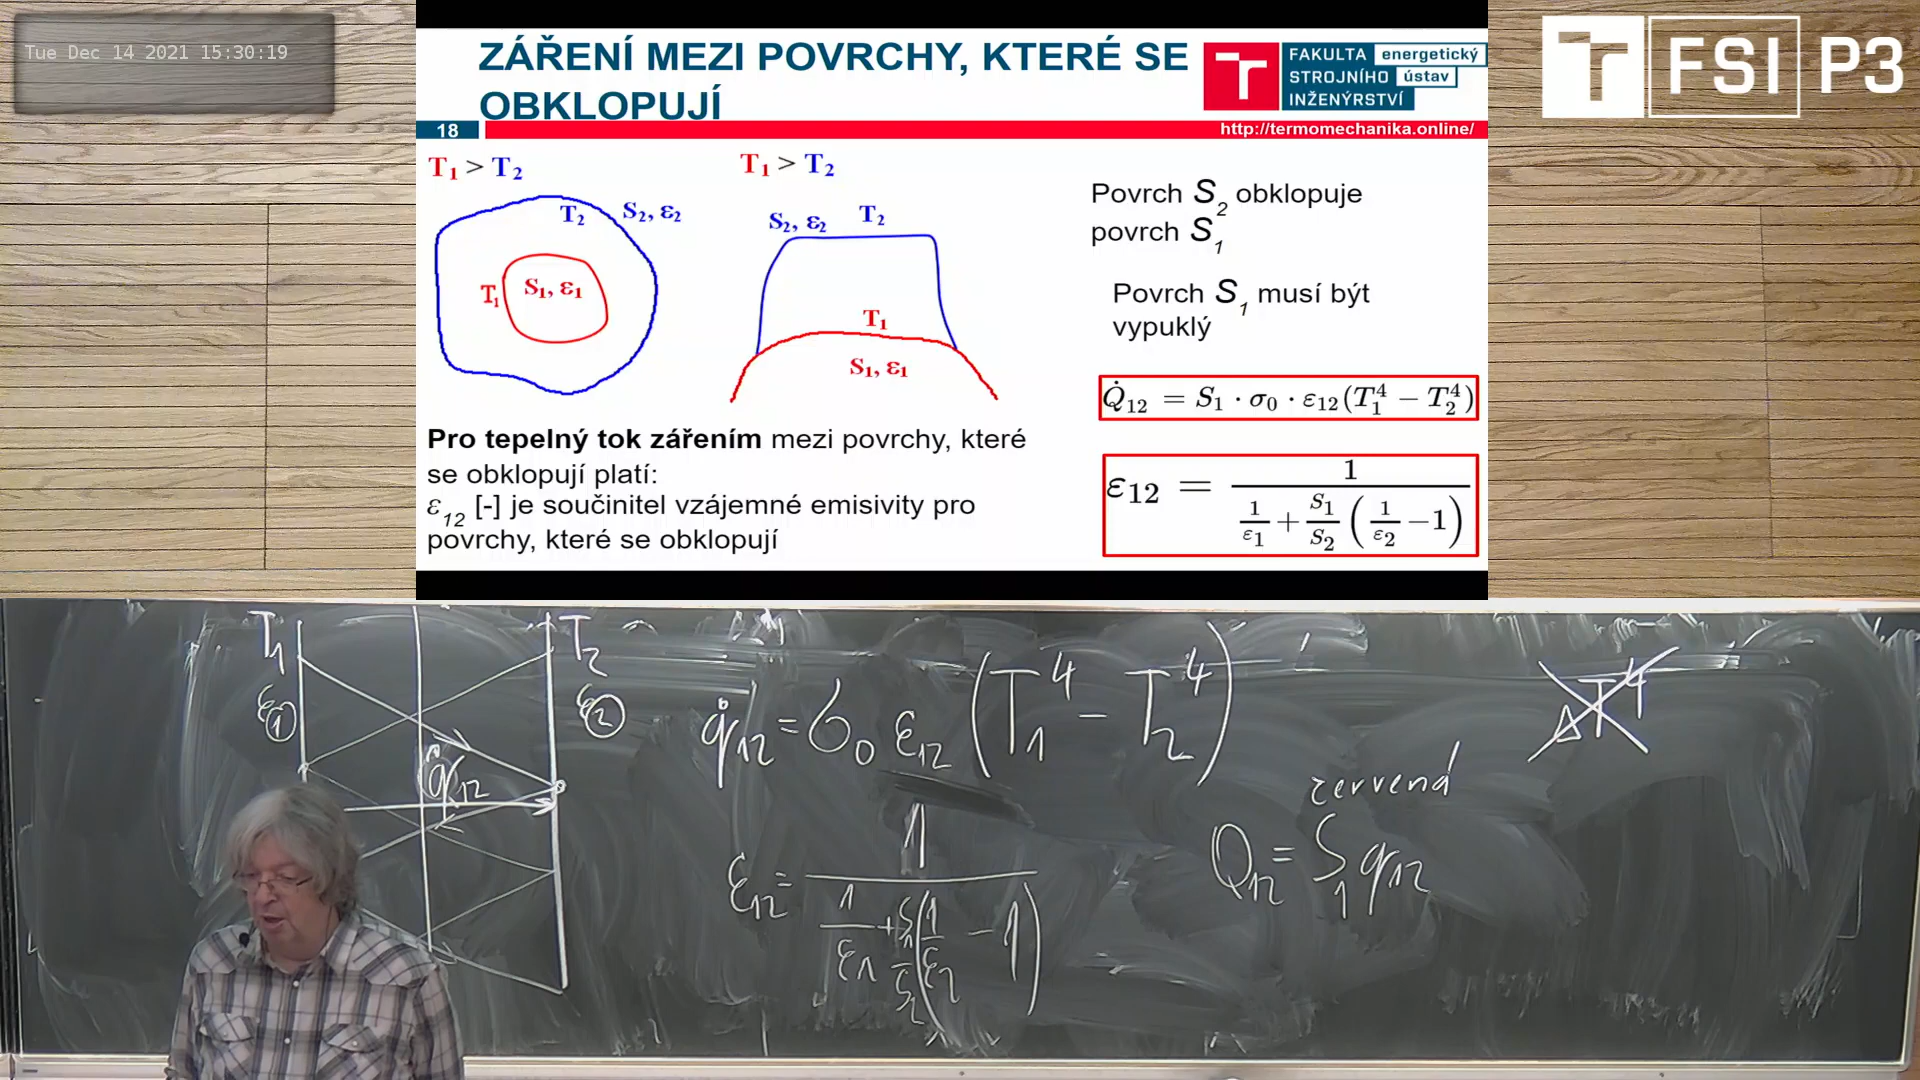 Tue Dec 14 2021 15:30:19
ZÁŘENÍ MEZI POVRCHY, KTERÉ SE
OBKLOPUJÍ
FAKULTA energetický
STROJNÍHO ústav
INŽENÝRSTVÍ
FSI P3
18
http://termomechanika.online/
T₁ > T₂
T₂
S₂, ε₂
T₁
S₁, ε₁
T₁ > T₂
S₂, ε₂
T₂
T₁
S₁, ε₁
Povrch S₂ obklopuje
povrch S₁
Povrch S₁ musí být
vypuklý
Q̇₁₂ = S₁ · σ₀ · ε₁₂(T₁⁴ − T₂⁴)
ε₁₂ = 1 / (1/ε₁ + S₁/S₂ (1/ε₂ − 1))
Pro tepelný tok zářením mezi povrchy, které
se obklopují platí:
ε₁₂ [-] je součinitel vzájemné emisivity pro
povrchy, které se obklopují
T₁
ε₁
T₂
ε₂
q̇₁₂
q̇₁₂ = σ₀ ε₁₂ (T₁⁴ − T₂⁴)
ΔT⁴
ε₁₂ = 1 / (1/ε₁ + S₁/S₂ (1/ε₂ − 1))
červená
Q₁₂ = S₁ q₁₂